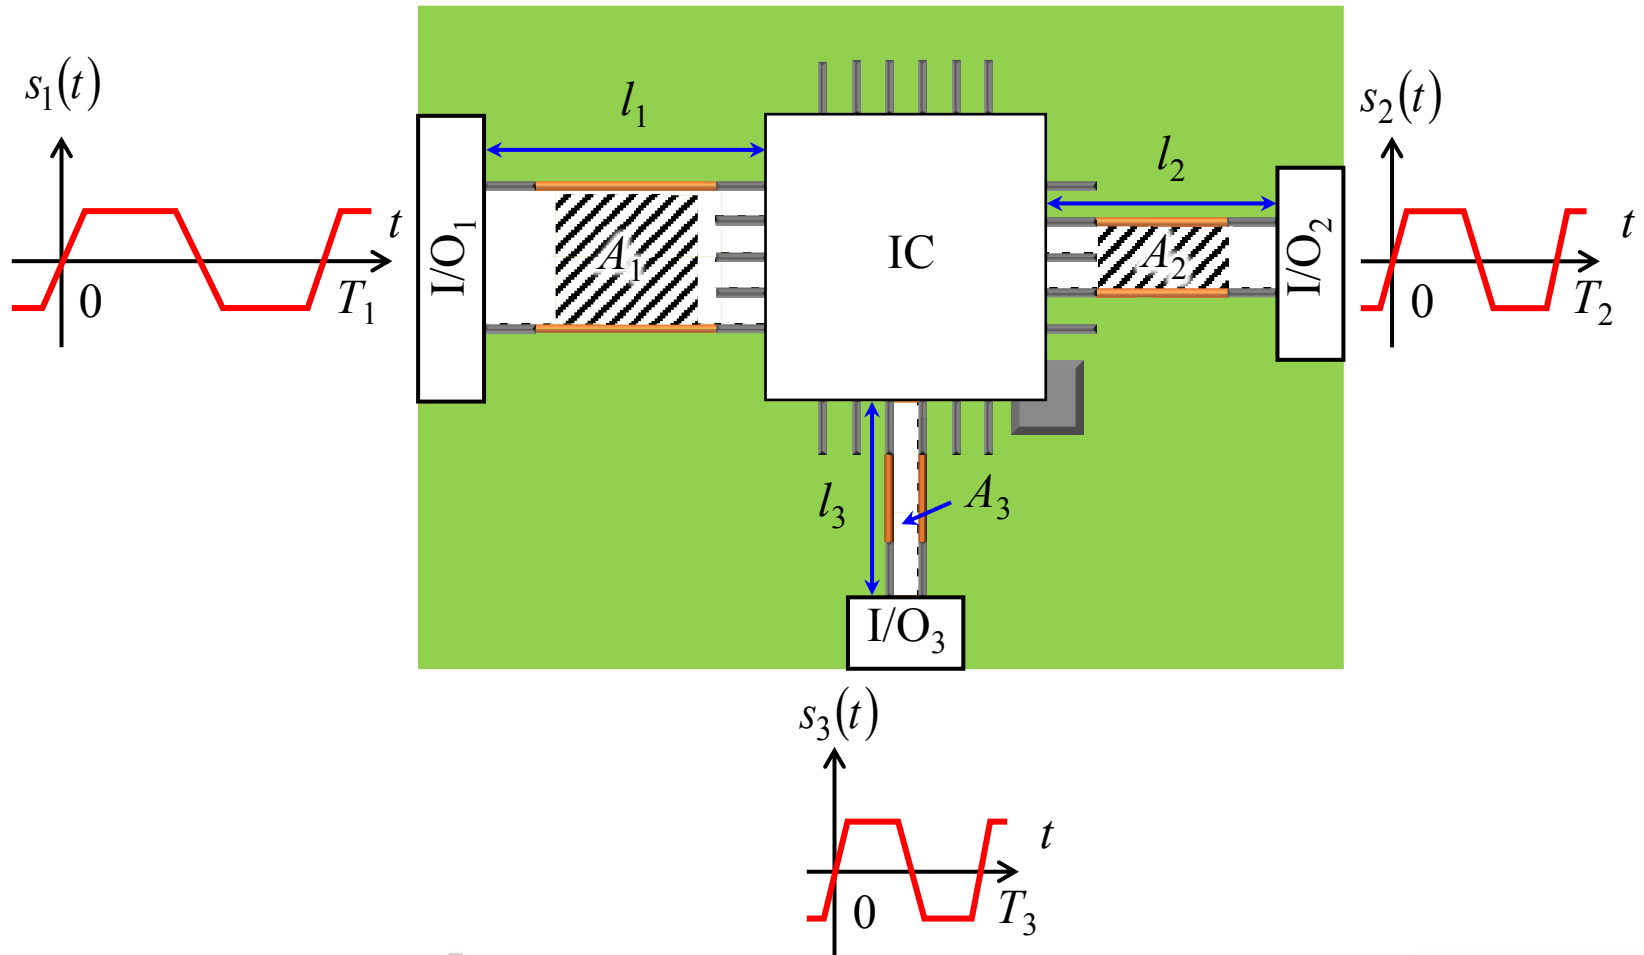 s₁(t)
t
0
T₁
l₁
I/O₁
A₁
IC
l₂
A₂
I/O₂
s₂(t)
t
0
T₂
l₃
A₃
I/O₃
s₃(t)
t
0
T₃